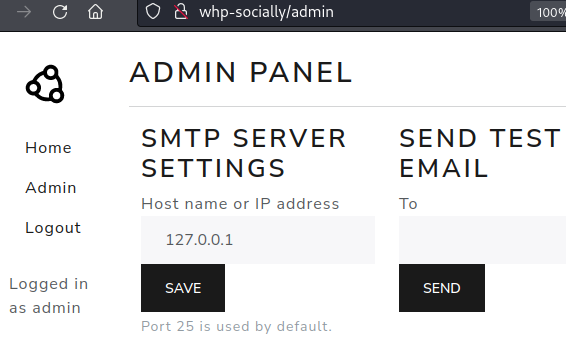 whp-socially/admin
100%
ADMIN PANEL
Home
Admin
Logout
Logged in
as admin
SMTP SERVER
SETTINGS
Host name or IP address
127.0.0.1
SAVE
Port 25 is used by default.
SEND TEST
EMAIL
To
SEND